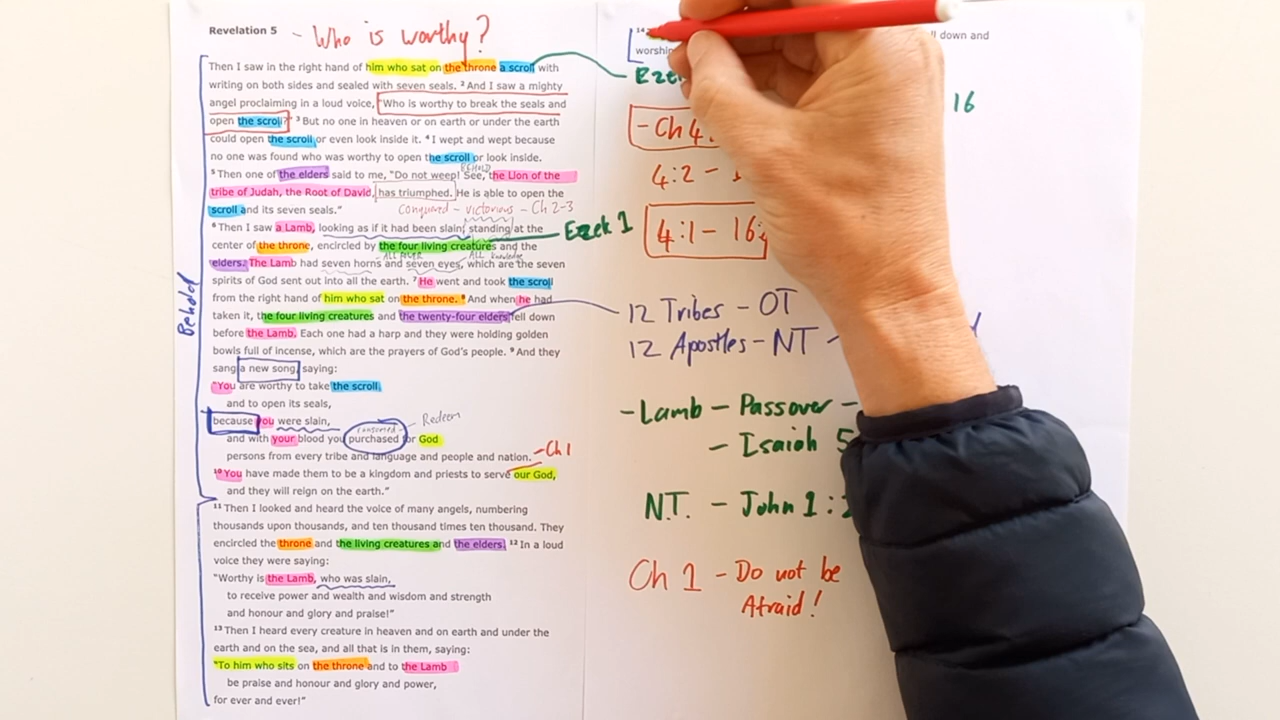 Revelation 5 ~ Who is worthy?
Then I saw in the right hand of him who sat on the throne a scroll with
writing on both sides and sealed with seven seals. 2 And I saw a mighty
angel proclaiming in a loud voice, "Who is worthy to break the seals and
open the scroll?" 3 But no one in heaven or on earth or under the earth
could open the scroll or even look inside it. 4 I wept and wept because
no one was found who was worthy to open the scroll or look inside.
BEHOLD
5 Then one of the elders said to me, "Do not weep! See, the Lion of the
tribe of Judah, the Root of David, has triumphed. He is able to open the
scroll and its seven seals."
Conquered - victorious - Ch 2-3
6 Then I saw a Lamb, looking as if it had been slain, standing at the
center of the throne, encircled by the four living creatures and the
ALL POWER ALL Knowledge
elders. The Lamb had seven horns and seven eyes, which are the seven
spirits of God sent out into all the earth. 7 He went and took the scroll
from the right hand of him who sat on the throne. 8 And when he had
taken it, the four living creatures and the twenty-four elders fell down
before the Lamb. Each one had a harp and they were holding golden
bowls full of incense, which are the prayers of God's people. 9 And they
sang a new song, saying:
"You are worthy to take the scroll
and to open its seals,
because you were slain,
Redeem
and with your blood you purchased for God
persons from every tribe and language and people and nation.
- Ch 1
10 You have made them to be a kingdom and priests to serve our God,
and they will reign on the earth."
11 Then I looked and heard the voice of many angels, numbering
thousands upon thousands, and ten thousand times ten thousand. They
encircled the throne and the living creatures and the elders. 12 In a loud
voice they were saying:
"Worthy is the Lamb, who was slain,
to receive power and wealth and wisdom and strength
and honour and glory and praise!"
13 Then I heard every creature in heaven and on earth and under the
earth and on the sea, and all that is in them, saying:
"To him who sits on the throne and to the Lamb
be praise and honour and glory and power,
for ever and ever!"
Behold
14
down and
16
- Ch 4
4:2 -
4:1 - 16
Ezek 1
12 Tribes - OT
12 Apostles - NT -
- Lamb - Passover -
- Isaiah 5
N.T. - John 1:
Ch 1 - Do not be
Afraid!